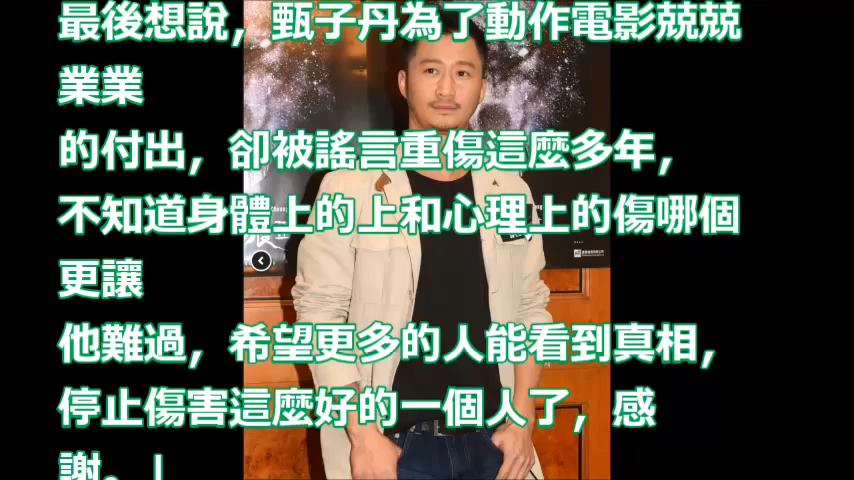 最後想說，甄子丹為了動作電影兢兢
業業
的付出，卻被謠言重傷這麼多年，
不知道身體上的上和心理上的傷哪個
更讓
他難過，希望更多的人能看到真相，
停止傷害這麼好的一個人了，感
謝。」